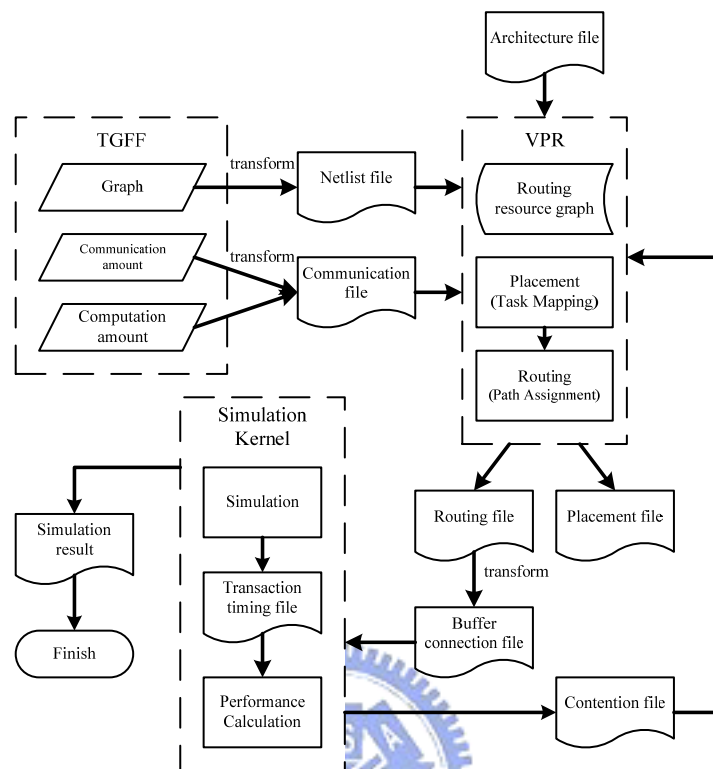 Architecture file
TGFF
VPR
Graph
transform
Netlist file
Routing
resource graph
Communication
amount
transform
Communication
file
Computation
amount
Placement
(Task Mapping)
Routing
(Path Assignment)
Simulation
Kernel
Simulation
Routing file
Placement file
Simulation
result
transform
Transaction
timing file
Buffer
connection file
Finish
Performance
Calculation
Contention file
A